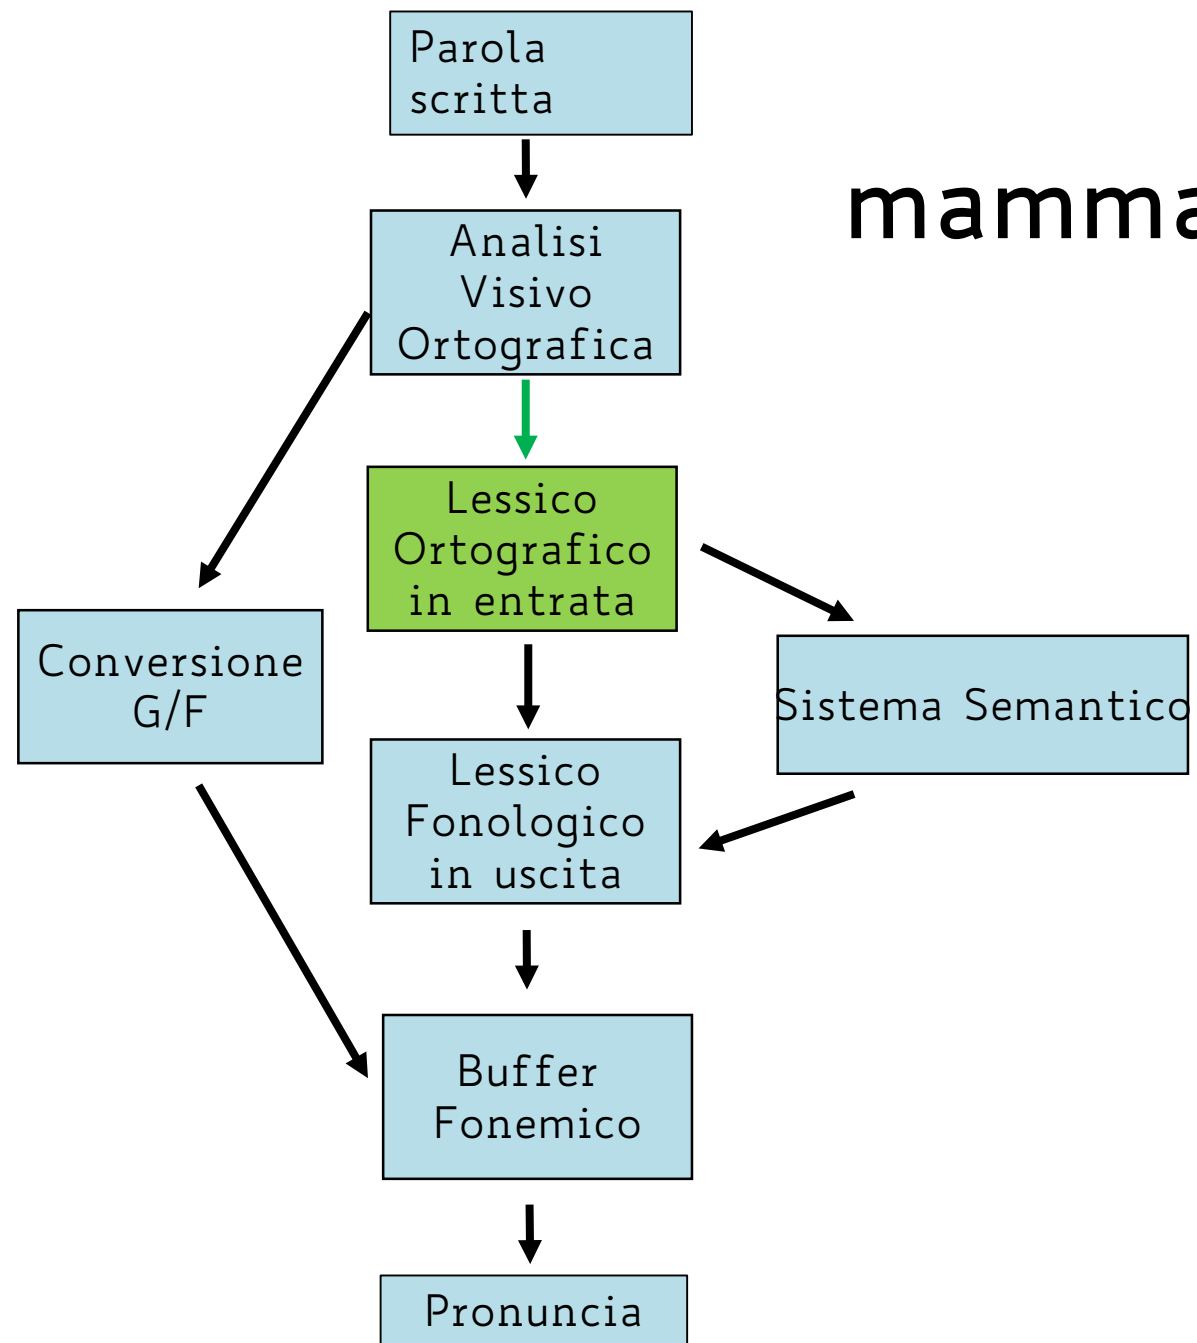 Parola
scritta
mamma
Analisi
Visivo
Ortografica
Lessico
Ortografico
in entrata
Conversione
G/F
Sistema Semantico
Lessico
Fonologico
in uscita
Buffer
Fonemico
Pronuncia